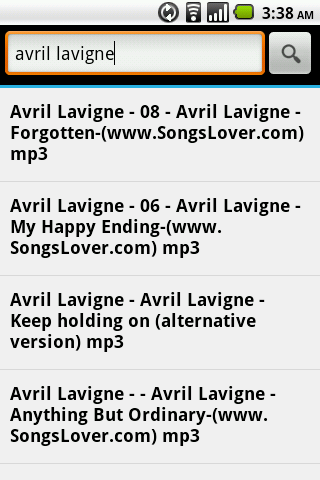 3:38 AM
avril lavigne
Avril Lavigne - 08 - Avril Lavigne -
Forgotten-(www.SongsLover.com)
mp3
Avril Lavigne - 06 - Avril Lavigne -
My Happy Ending-(www.
SongsLover.com) mp3
Avril Lavigne - Avril Lavigne -
Keep holding on (alternative
version) mp3
Avril Lavigne - - Avril Lavigne -
Anything But Ordinary-(www.
SongsLover.com) mp3